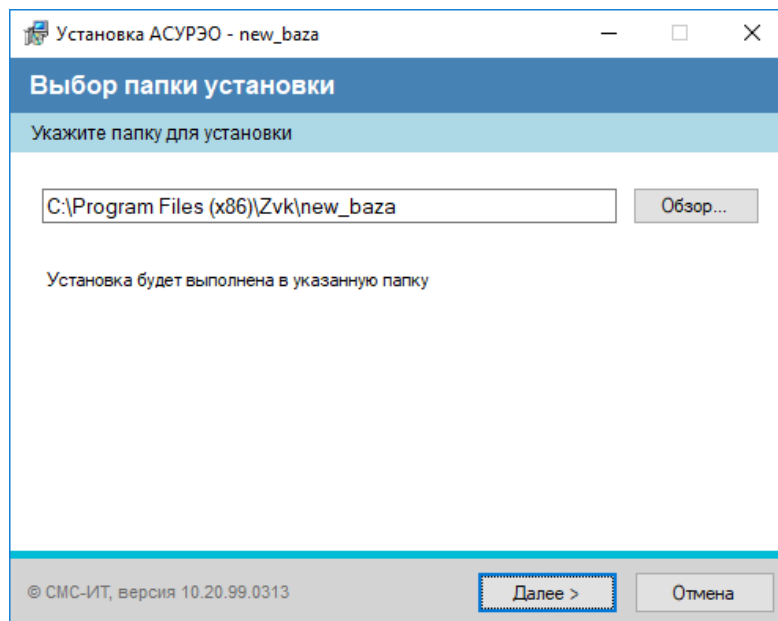 Установка АСУРЭО - new_baza
Выбор папки установки
Укажите папку для установки
C:\Program Files (x86)\Zvk\new_baza
Обзор...
Установка будет выполнена в указанную папку
© СМС-ИТ, версия 10.20.99.0313
Далее >
Отмена